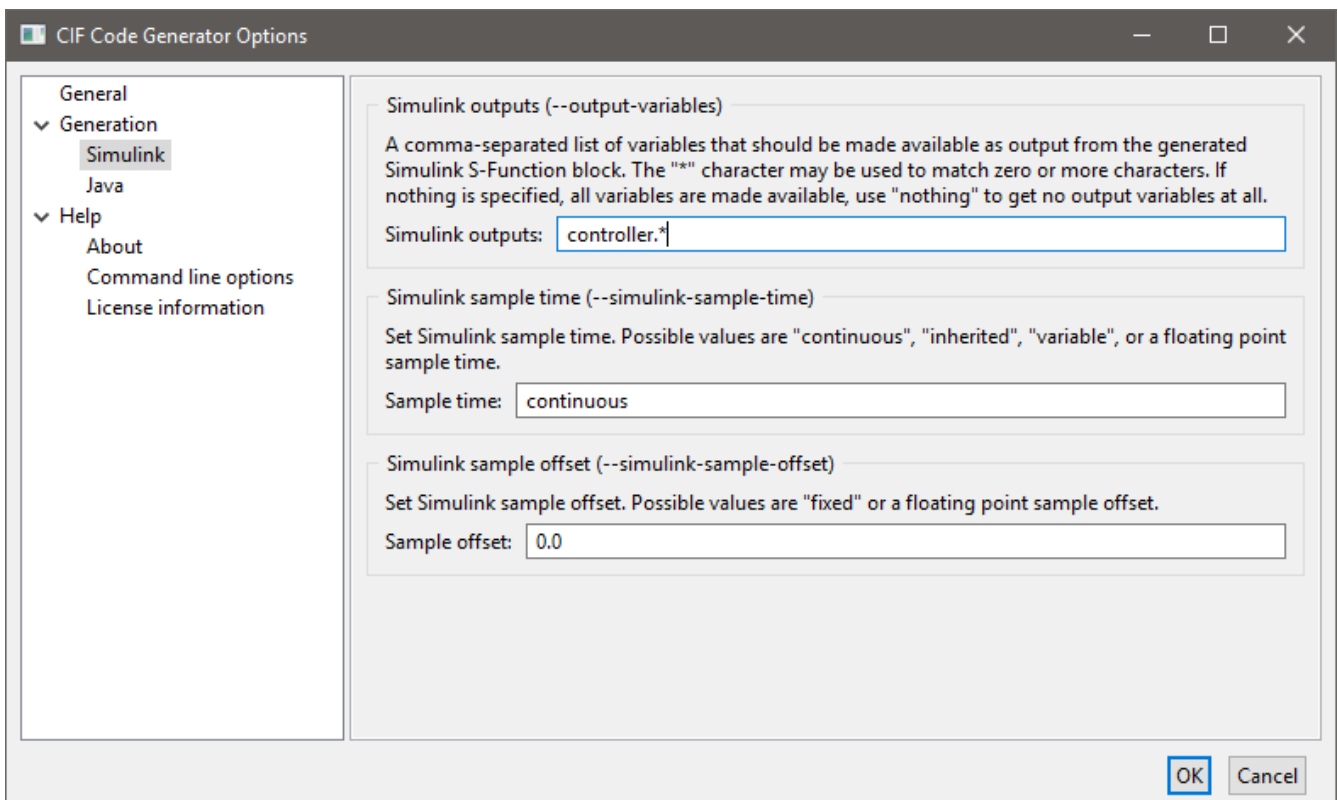 CIF Code Generator Options
General
Generation
Simulink
Java
Help
About
Command line options
License information
Simulink outputs (--output-variables)
A comma-separated list of variables that should be made available as output from the generated
Simulink S-Function block. The "*" character may be used to match zero or more characters. If
nothing is specified, all variables are made available, use "nothing" to get no output variables at all.
Simulink outputs: controller.*
Simulink sample time (--simulink-sample-time)
Set Simulink sample time. Possible values are "continuous", "inherited", "variable", or a floating point
sample time.
Sample time: continuous
Simulink sample offset (--simulink-sample-offset)
Set Simulink sample offset. Possible values are "fixed" or a floating point sample offset.
Sample offset: 0.0
OK Cancel